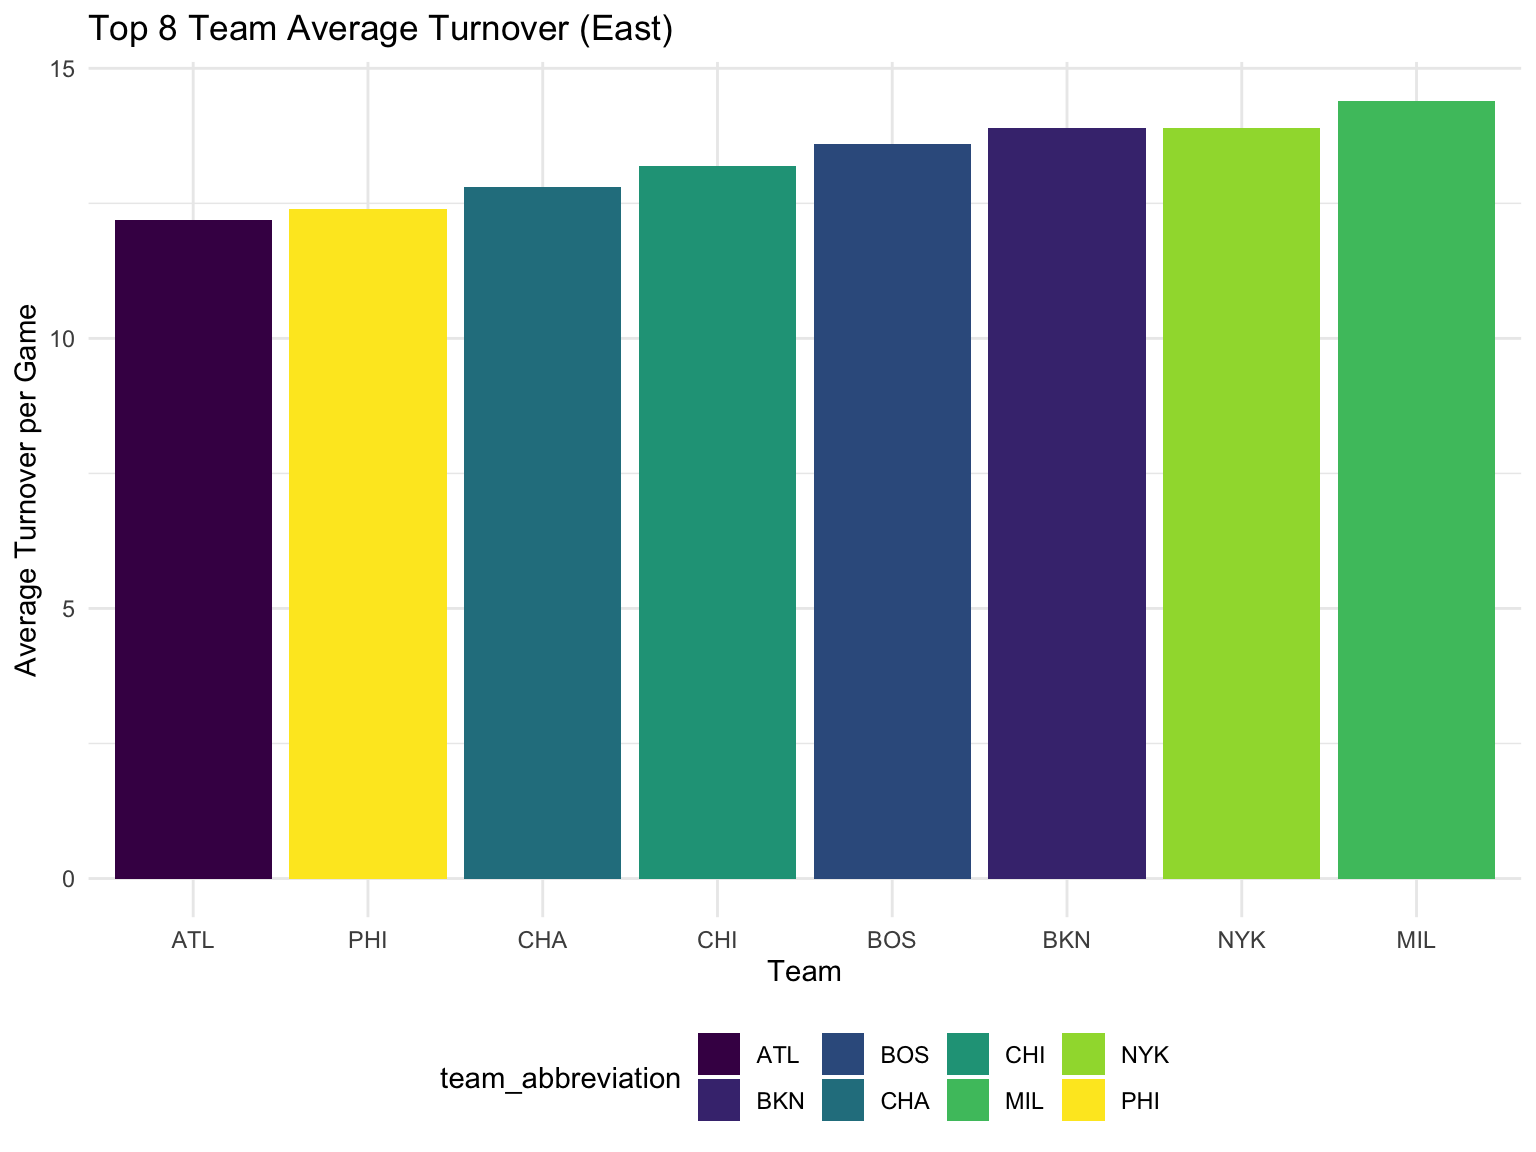 Top 8 Team Average Turnover (East)
15
10
5
0
Average Turnover per Game
ATL PHI CHA CHI BOS BKN NYK MIL
Team
team_abbreviation
ATL BOS CHI NYK
BKN CHA MIL PHI